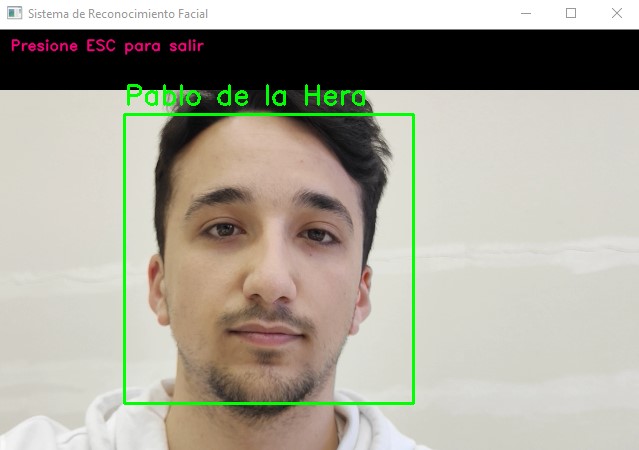 Sistema de Reconocimiento Facial
Presione ESC para salir
Pablo de la Hera